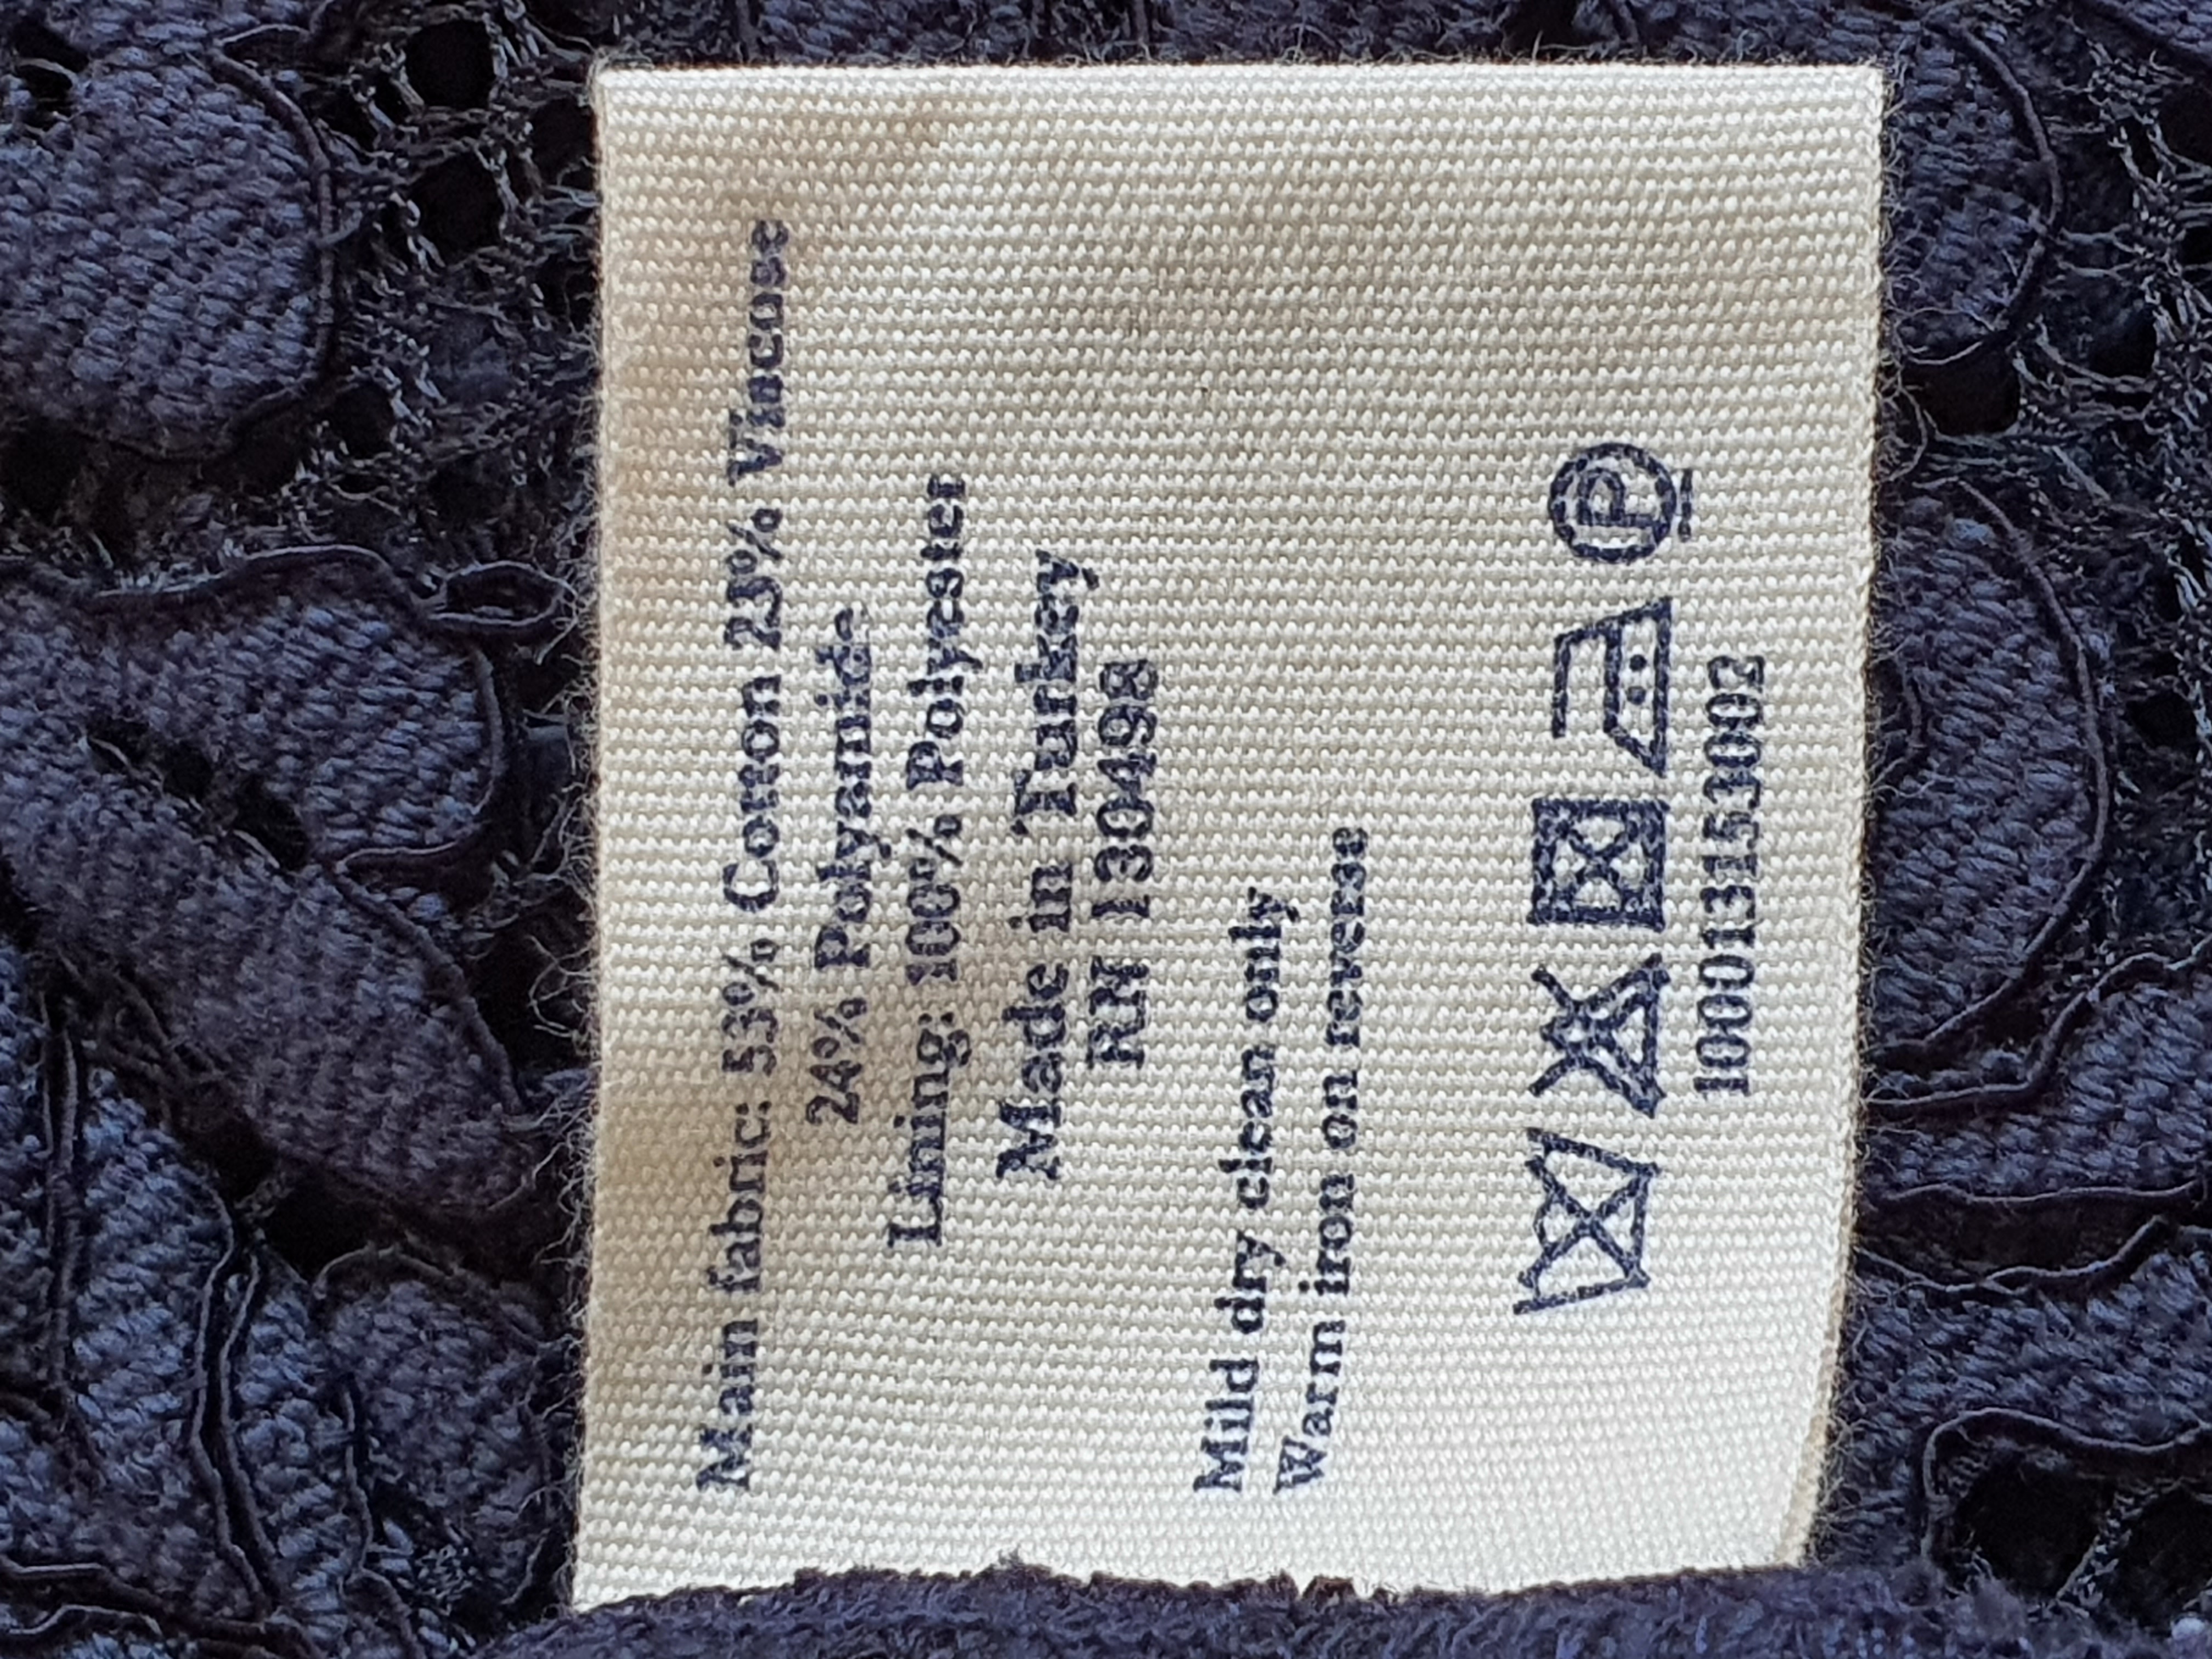 Main fabric: 53% Cotton 23% Viscose
24% Polyamide
Lining: 100% Polyester
Made in Turkey
RN 130498
Mild dry clean only
Warm iron on reverse
P
1000131153002